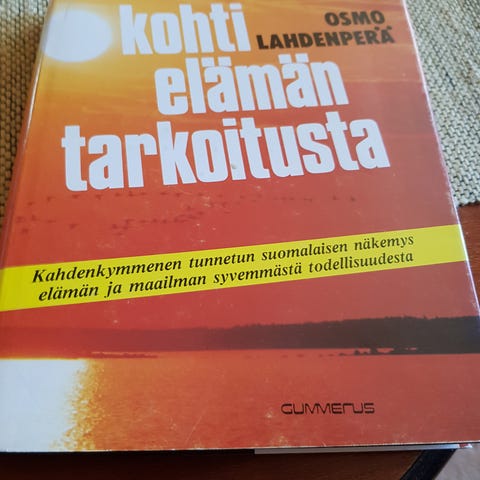 kohti
OSMO
LAHDENPERÄ
elämän
tarkoitusta
Kahdenkymmenen tunnetun suomalaisen näkemys
elämän ja maailman syvemmästä todellisuudesta
GUMMERUS